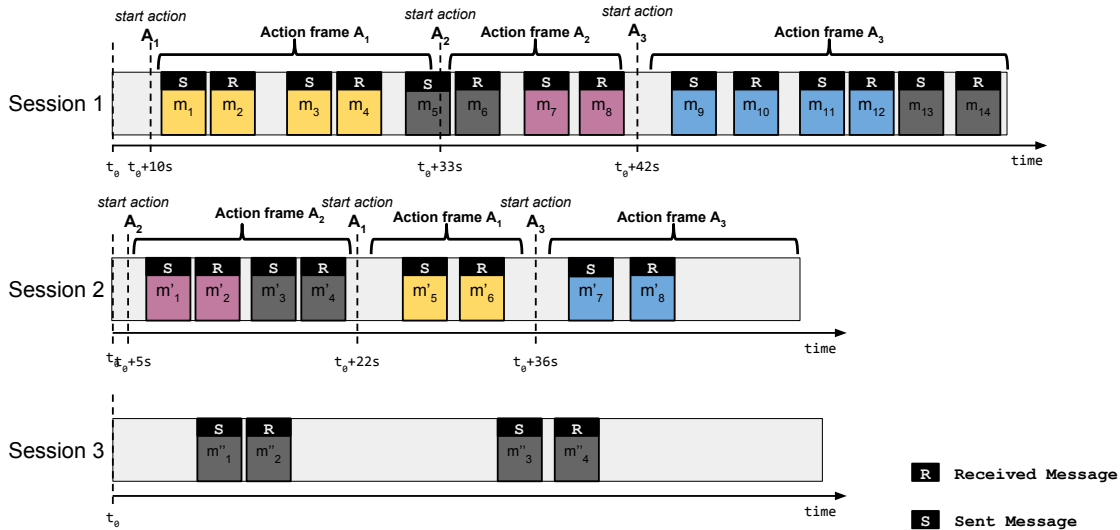 start action start action start action
A₁ Action frame A₁ A₂ Action frame A₂ A₃ Action frame A₃
S R S R S R S R S R S R S R
Session 1 m₁ m₂ m₃ m₄ m₅ m₆ m₇ m₈ m₉ m₁₀ m₁₁ m₁₂ m₁₃ m₁₄
t₀ t₀+10s t₀+33s t₀+42s time
start action start action start action
A₂ Action frame A₂ A₁ Action frame A₁ A₃ Action frame A₃
S R S R S R S R
Session 2 m'₁ m'₂ m'₃ m'₄ m'₅ m'₆ m'₇ m'₈
t₀ t₀+5s t₀+22s t₀+36s time
S R S R
Session 3 m''₁ m''₂ m''₃ m''₄
t₀ time
R Received Message
S Sent Message